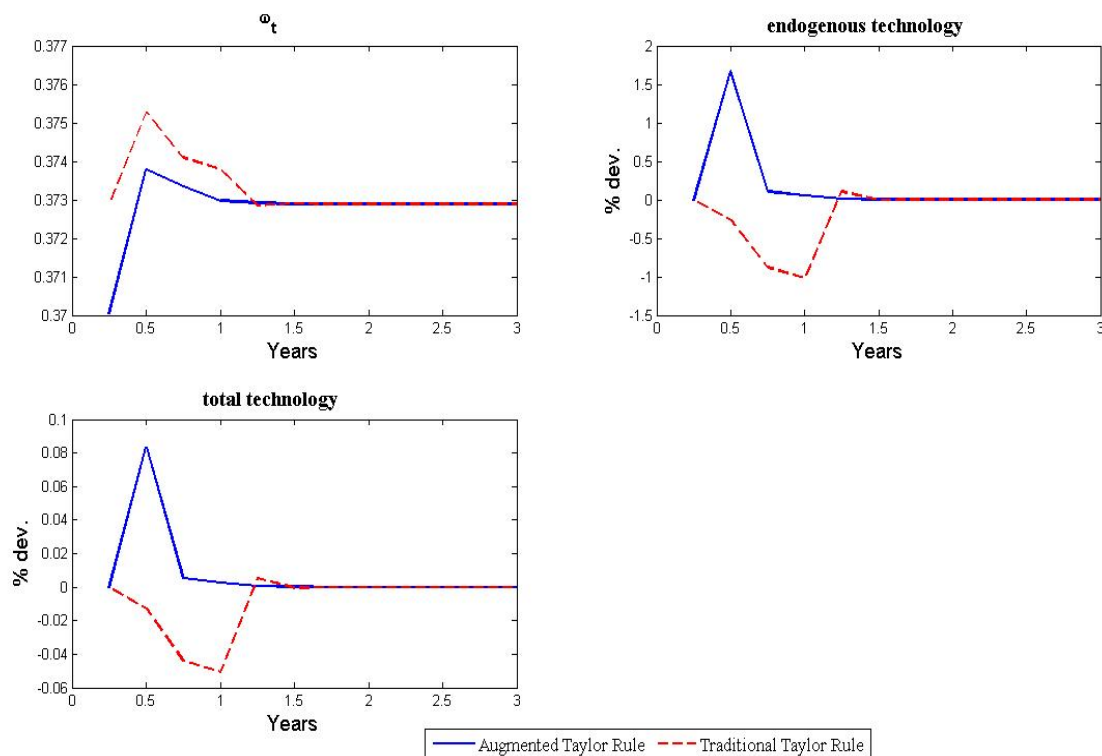 ω_t
endogenous technology
0.377
0.376
0.375
0.374
0.373
0.372
0.371
0.37
0 0.5 1 1.5 2 2.5 3
Years
% dev.
2
1.5
1
0.5
0
-0.5
-1
-1.5
0 0.5 1 1.5 2 2.5 3
Years
total technology
% dev.
0.1
0.08
0.06
0.04
0.02
0
-0.02
-0.04
-0.06
0 0.5 1 1.5 2 2.5 3
Years
Augmented Taylor Rule Traditional Taylor Rule